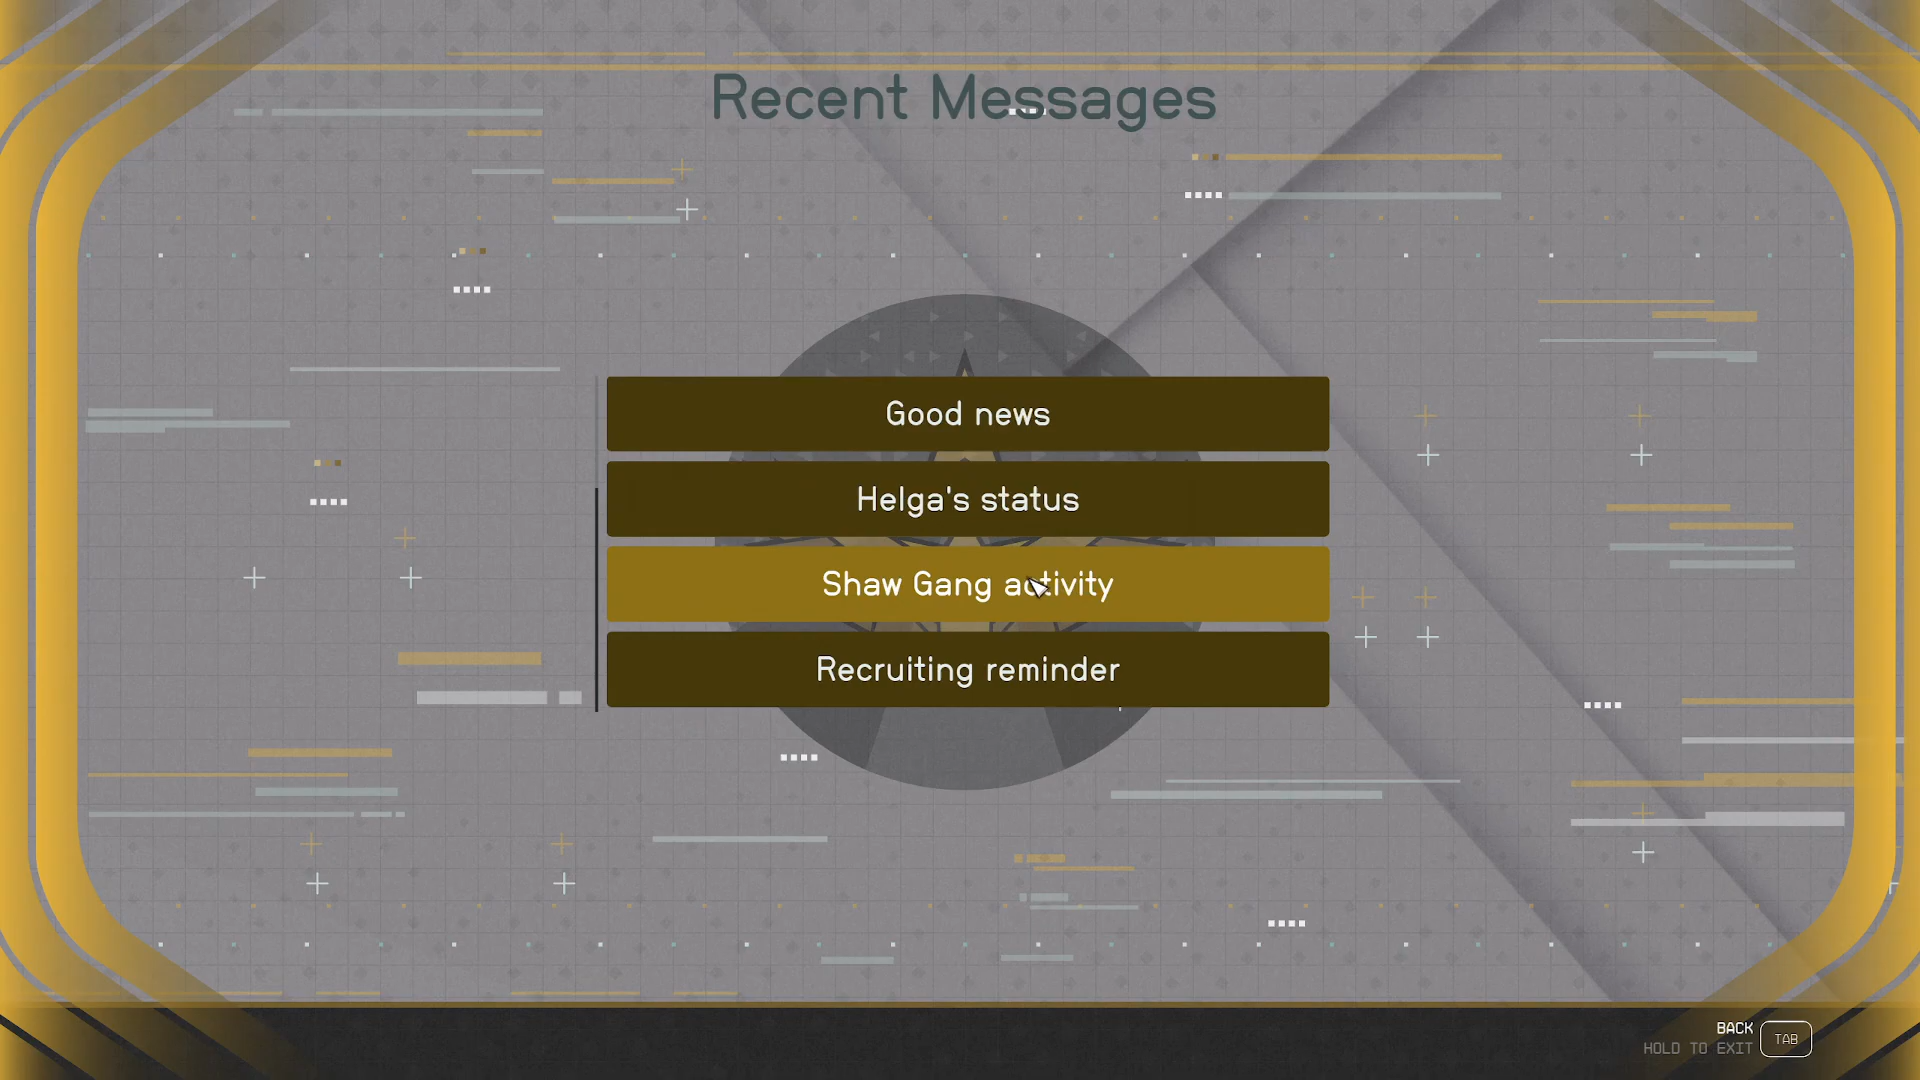 Recent Messages
Good news
Helga's status
Shaw Gang activity
Recruiting reminder
BACK
HOLD TO EXIT
TAB